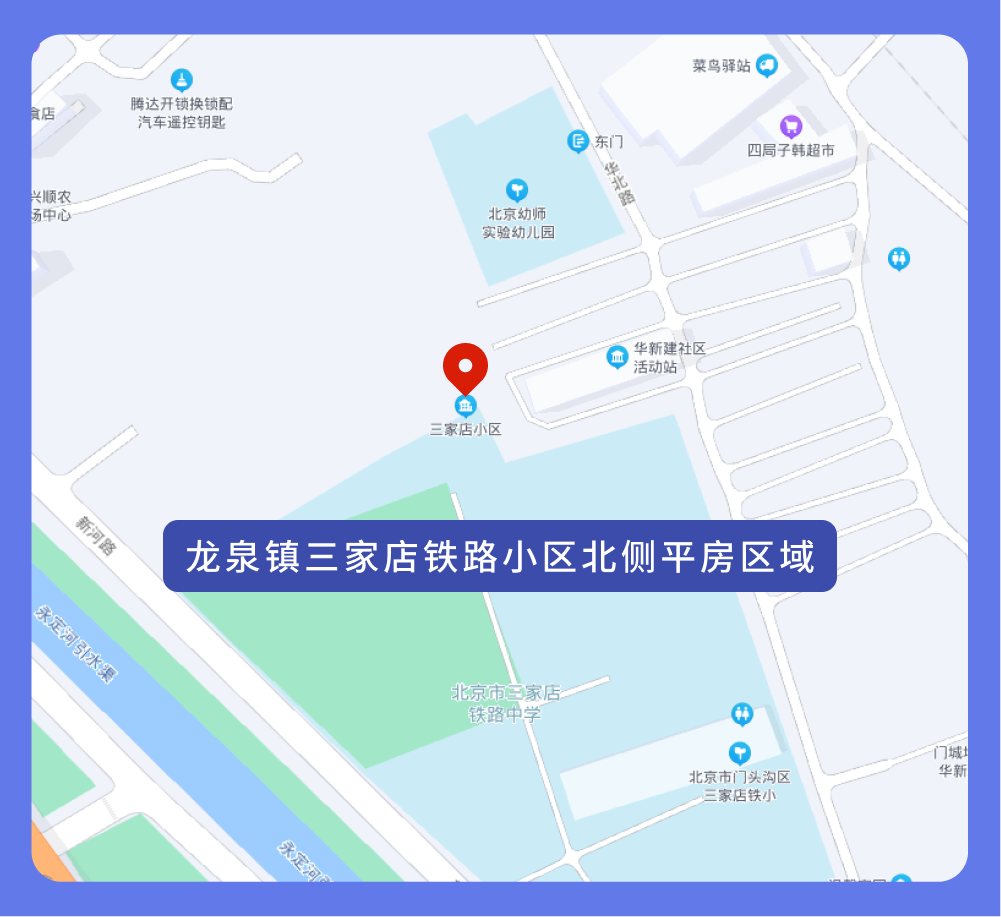 菜鸟驿站
腾达开锁换锁配
汽车遥控钥匙
食店
四局子韩超市
东门
华北路
兴顺农
场中心
北京幼师
实验幼儿园
华新建社区
活动站
三家店小区
新河路
龙泉镇三家店铁路小区北侧平房区域
永定河引水渠
北京市三家店
铁路中学
门城地
华新
北京市门头沟区
三家店铁小
永定河